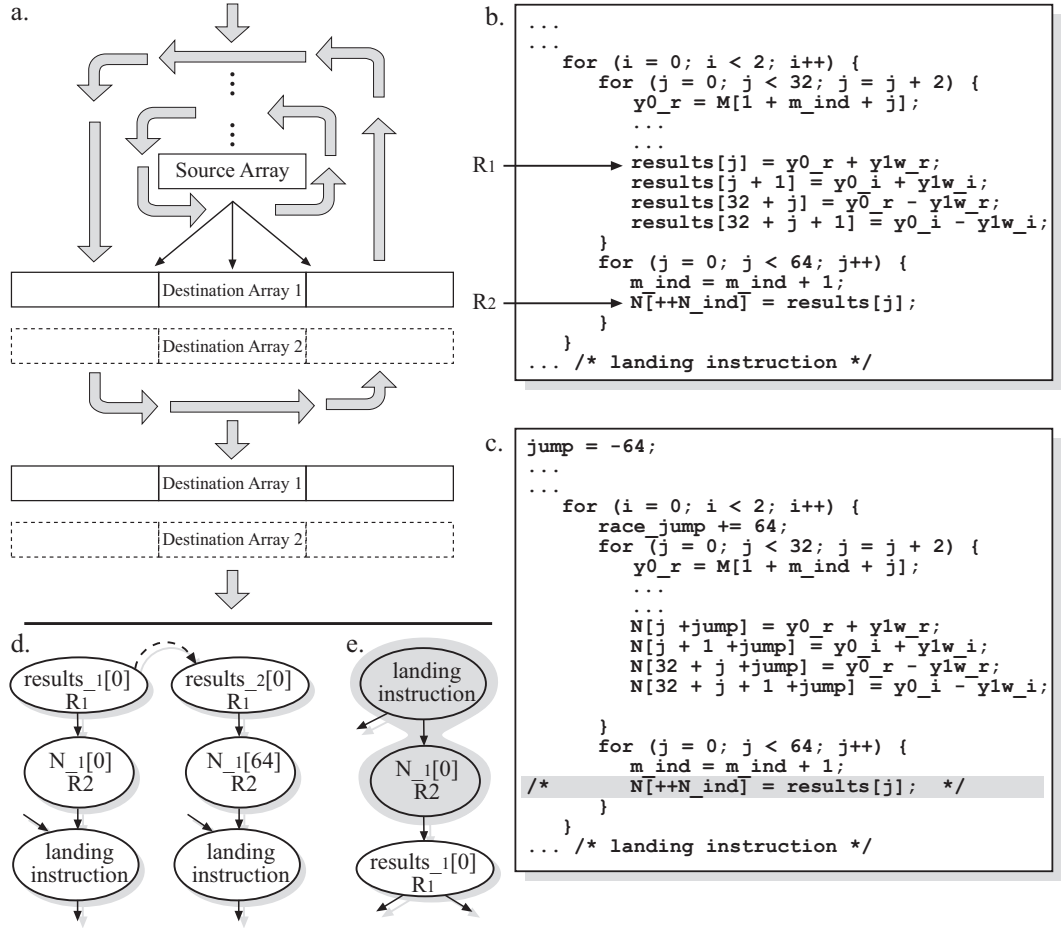 a.
Source Array
Destination Array 1
Destination Array 2
Destination Array 1
Destination Array 2
b.
...
...
for (i = 0; i < 2; i++) {
for (j = 0; j < 32; j = j + 2) {
y0_r = M[1 + m_ind + j];
...
...
R1
results[j] = y0_r + y1w_r;
results[j + 1] = y0_i + y1w_i;
results[32 + j] = y0_r - y1w_r;
results[32 + j + 1] = y0_i - y1w_i;
}
for (j = 0; j < 64; j++) {
m_ind = m_ind + 1;
R2
N[++N_ind] = results[j];
}
}
... /* landing instruction */
c.
jump = -64;
...
...
for (i = 0; i < 2; i++) {
race_jump += 64;
for (j = 0; j < 32; j = j + 2) {
y0_r = M[1 + m_ind + j];
...
...
N[j +jump] = y0_r + y1w_r;
N[j + 1 +jump] = y0_i + y1w_i;
N[32 + j +jump] = y0_r - y1w_r;
N[32 + j + 1 +jump] = y0_i - y1w_i;
}
for (j = 0; j < 64; j++) {
m_ind = m_ind + 1;
/* N[++N_ind] = results[j]; */
}
}
... /* landing instruction */
d.
results_1[0]
R1
N_1[0]
R2
landing
instruction
results_2[0]
R1
N_1[64]
R2
landing
instruction
e.
landing
instruction
N_1[0]
R2
results_1[0]
R1